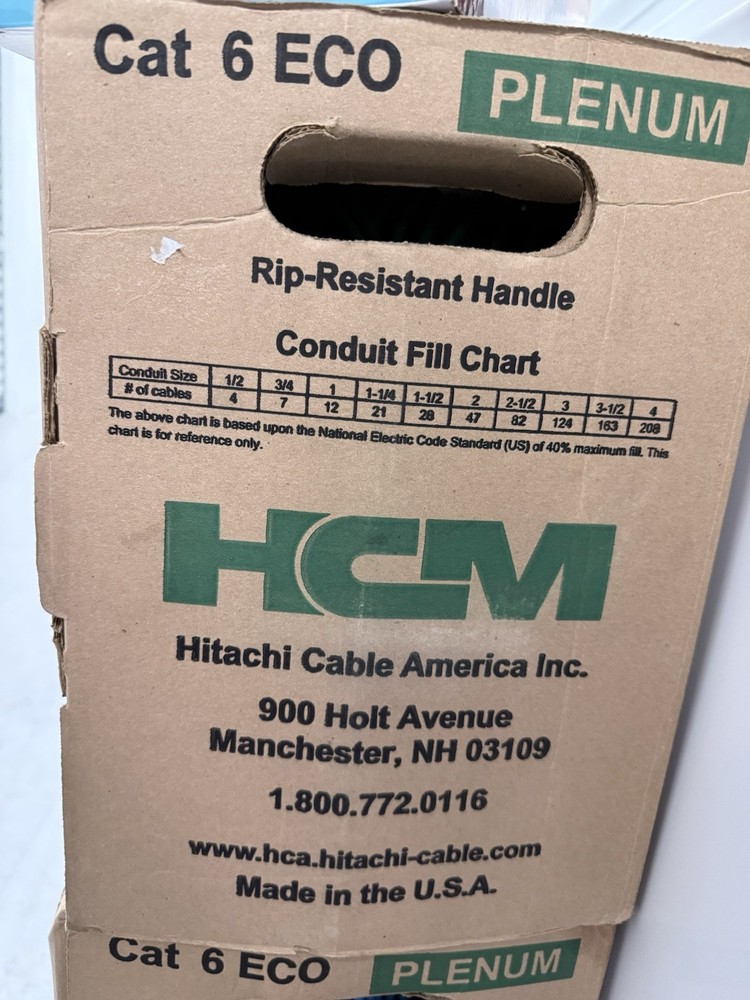 Cat 6 ECO PLENUM
Rip-Resistant Handle
Conduit Fill Chart
Conduit Size 1/2 3/4 1 1-1/4 1-1/2 2 2-1/2 3 3-1/2 4
# of cables 4 7 12 21 28 47 82 124 163 208
The above chart is based upon the National Electric Code Standard (US) of 40% maximum fill. This
chart is for reference only.
HCM
Hitachi Cable America Inc.
900 Holt Avenue
Manchester, NH 03109
1.800.772.0116
www.hca.hitachi-cable.com
Made in the U.S.A.
Cat 6 ECO PLENUM